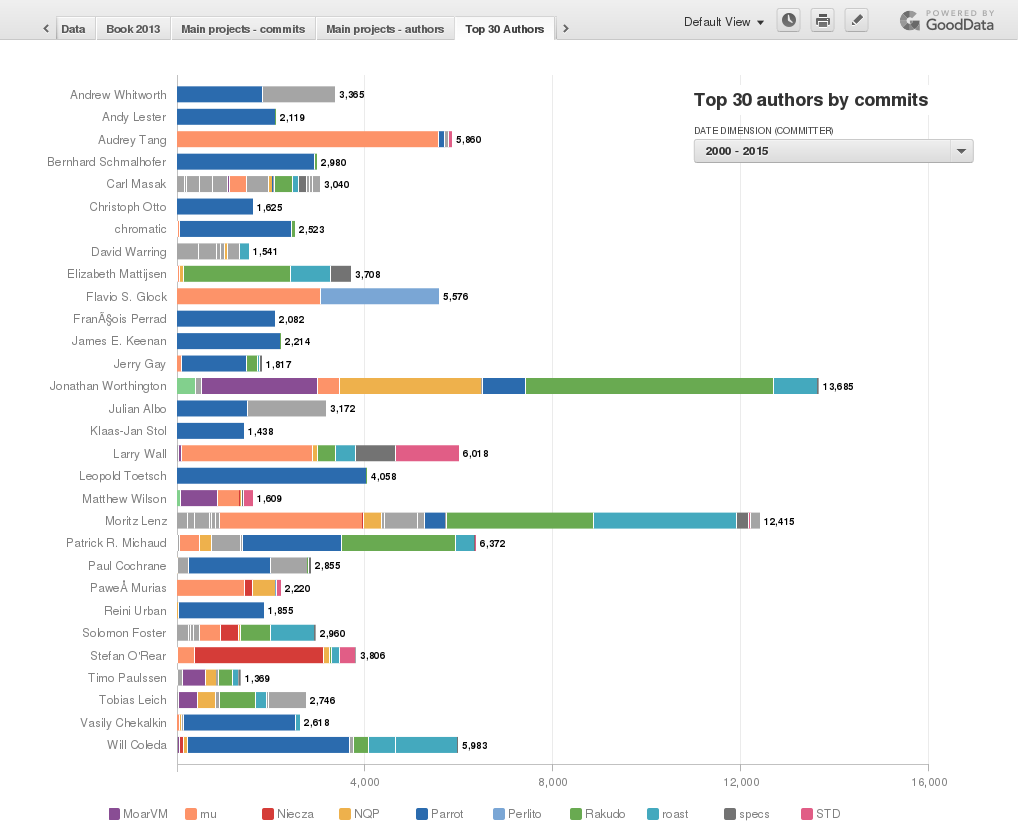 Data Book 2013 Main projects - commits Main projects - authors Top 30 Authors Default View POWERED BY GoodData
Top 30 authors by commits
DATE DIMENSION (COMMITTER)
2000 - 2015
Andrew Whitworth 3,365
Andy Lester 2,119
Audrey Tang 5,860
Bernhard Schmalhofer 2,980
Carl Masak 3,040
Christoph Otto 1,625
chromatic 2,523
David Warring 1,541
Elizabeth Mattijsen 3,708
Flavio S. Glock 5,576
FranÃ§ois Perrad 2,082
James E. Keenan 2,214
Jerry Gay 1,817
Jonathan Worthington 13,685
Julian Albo 3,172
Klaas-Jan Stol 1,438
Larry Wall 6,018
Leopold Toetsch 4,058
Matthew Wilson 1,609
Moritz Lenz 12,415
Patrick R. Michaud 6,372
Paul Cochrane 2,855
PaweÅ Murias 2,220
Reini Urban 1,855
Solomon Foster 2,960
Stefan O'Rear 3,806
Timo Paulssen 1,369
Tobias Leich 2,746
Vasily Chekalkin 2,618
Will Coleda 5,983
4,000 8,000 12,000 16,000
MoarVM mu Niecza NQP Parrot Perlito Rakudo roast specs STD